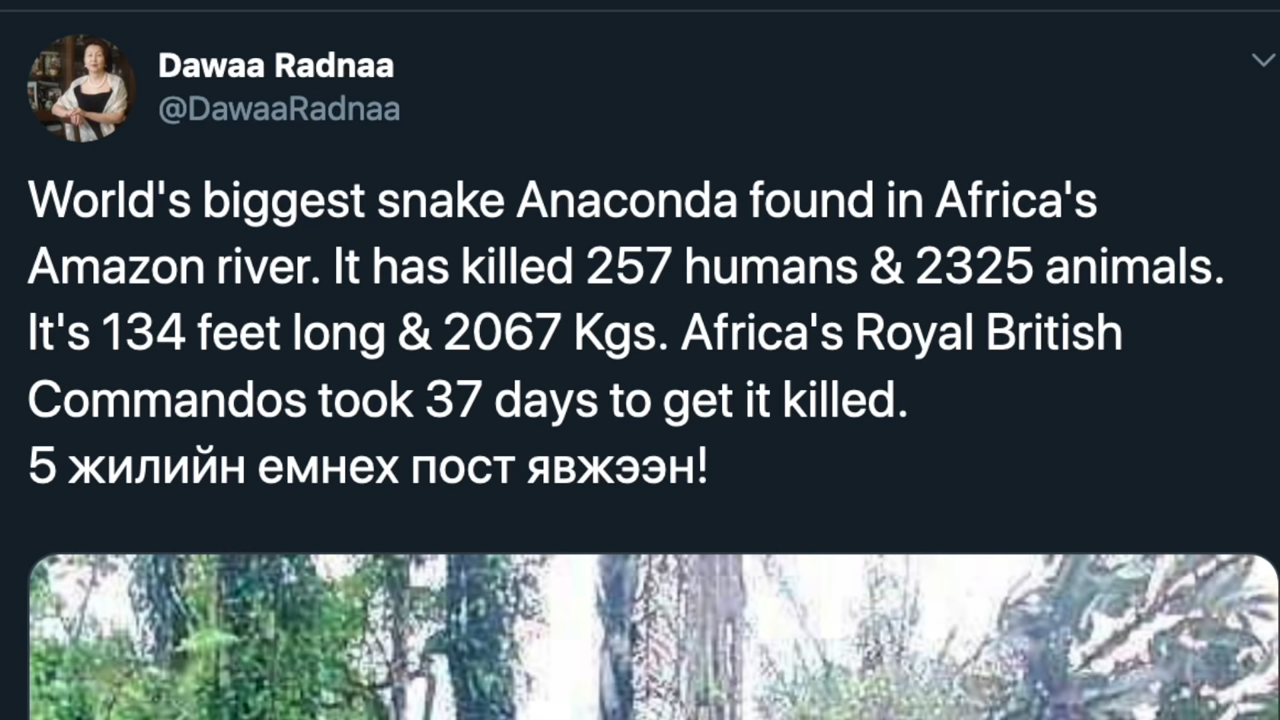 Dawaa Radnaa
@DawaaRadnaa
World's biggest snake Anaconda found in Africa's
Amazon river. It has killed 257 humans & 2325 animals.
It's 134 feet long & 2067 Kgs. Africa's Royal British
Commandos took 37 days to get it killed.
5 жилийн емнех пост явжээн!